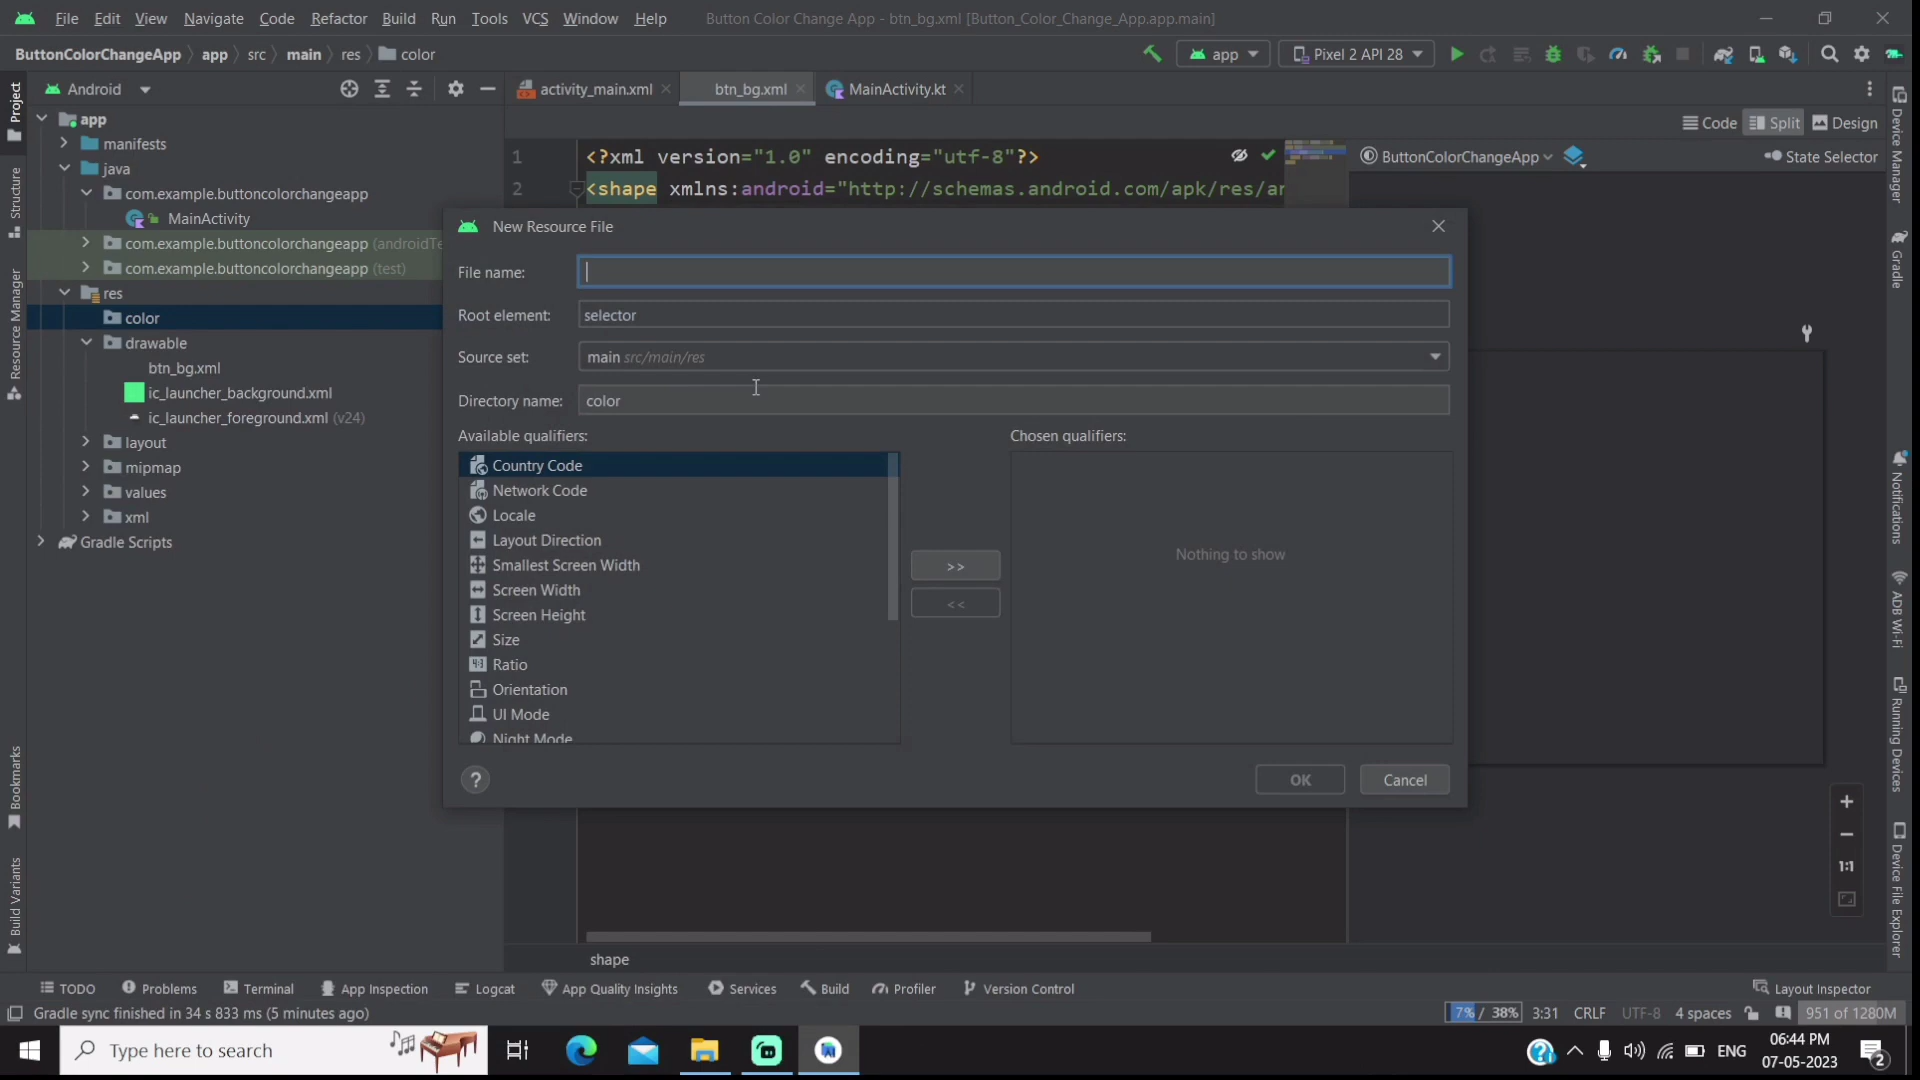 File Edit View Navigate Code Refactor Build Run Tools VCS Window Help Button Color Change App - btn_bg.xml [Button_Color_Change_App.app.main]
ButtonColorChangeApp app src main res color app Pixel 2 API 28
Android activity_main.xml btn_bg.xml MainActivity.kt
Code Split Design
1 <?xml version="1.0" encoding="utf-8"?> ButtonColorChangeApp State Selector
2 <shape xmlns:android="http://schemas.android.com/apk/res/an
app
manifests
java
com.example.buttoncolorchangeapp
MainActivity
com.example.buttoncolorchangeapp (androidTe
com.example.buttoncolorchangeapp (test)
res
color
drawable
btn_bg.xml
ic_launcher_background.xml
ic_launcher_foreground.xml (v24)
layout
mipmap
values
xml
Gradle Scripts
New Resource File
File name:
Root element: selector
Source set: main src/main/res
Directory name: color
Available qualifiers: Chosen qualifiers:
Country Code
Network Code
Locale
Layout Direction
Smallest Screen Width
Screen Width
Screen Height
Size
Ratio
Orientation
UI Mode
Night Mode
>>
<<
Nothing to show
?
OK Cancel
1:1
shape
Project
Structure
Resource Manager
Bookmarks
Build Variants
Device Manager
Gradle
Notifications
ADB Wi-Fi
Running Devices
Device File Explorer
TODO Problems Terminal App Inspection Logcat App Quality Insights Services Build Profiler Version Control Layout Inspector
Gradle sync finished in 34 s 833 ms (5 minutes ago) 7% / 38% 3:31 CRLF UTF-8 4 spaces 951 of 1280M
Type here to search ENG 06:44 PM
07-05-2023 2